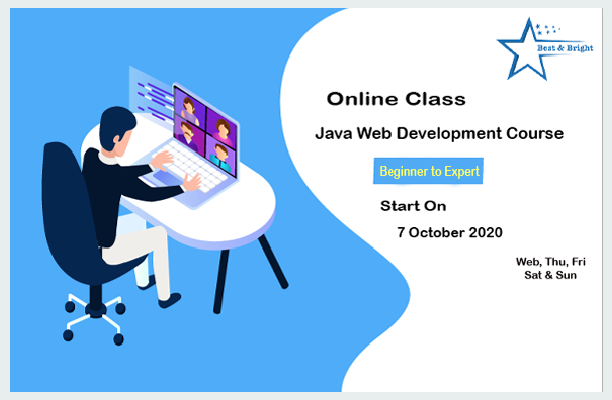 Best & Bright
Online Class
Java Web Development Course
Beginner to Expert
Start On
7 October 2020
Web, Thu, Fri
Sat & Sun